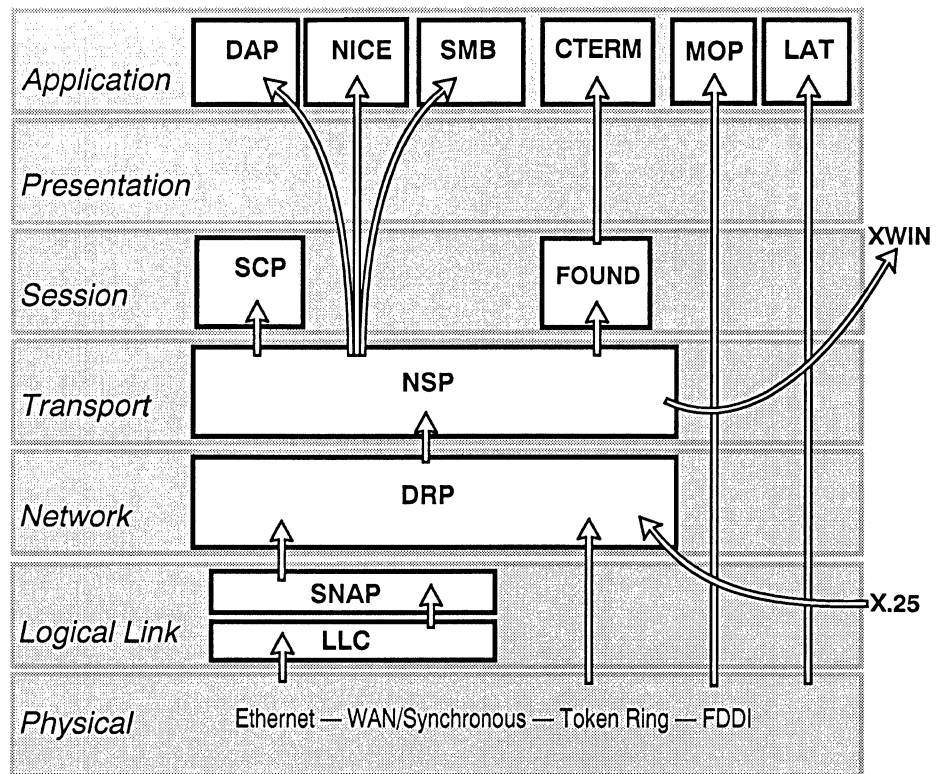 DAP NICE SMB CTERM MOP LAT
Application
Presentation
XWIN
SCP
FOUND
Session
NSP
Transport
DRP
Network
SNAP
X.25
Logical Link
LLC
Physical
Ethernet — WAN/Synchronous — Token Ring — FDDI